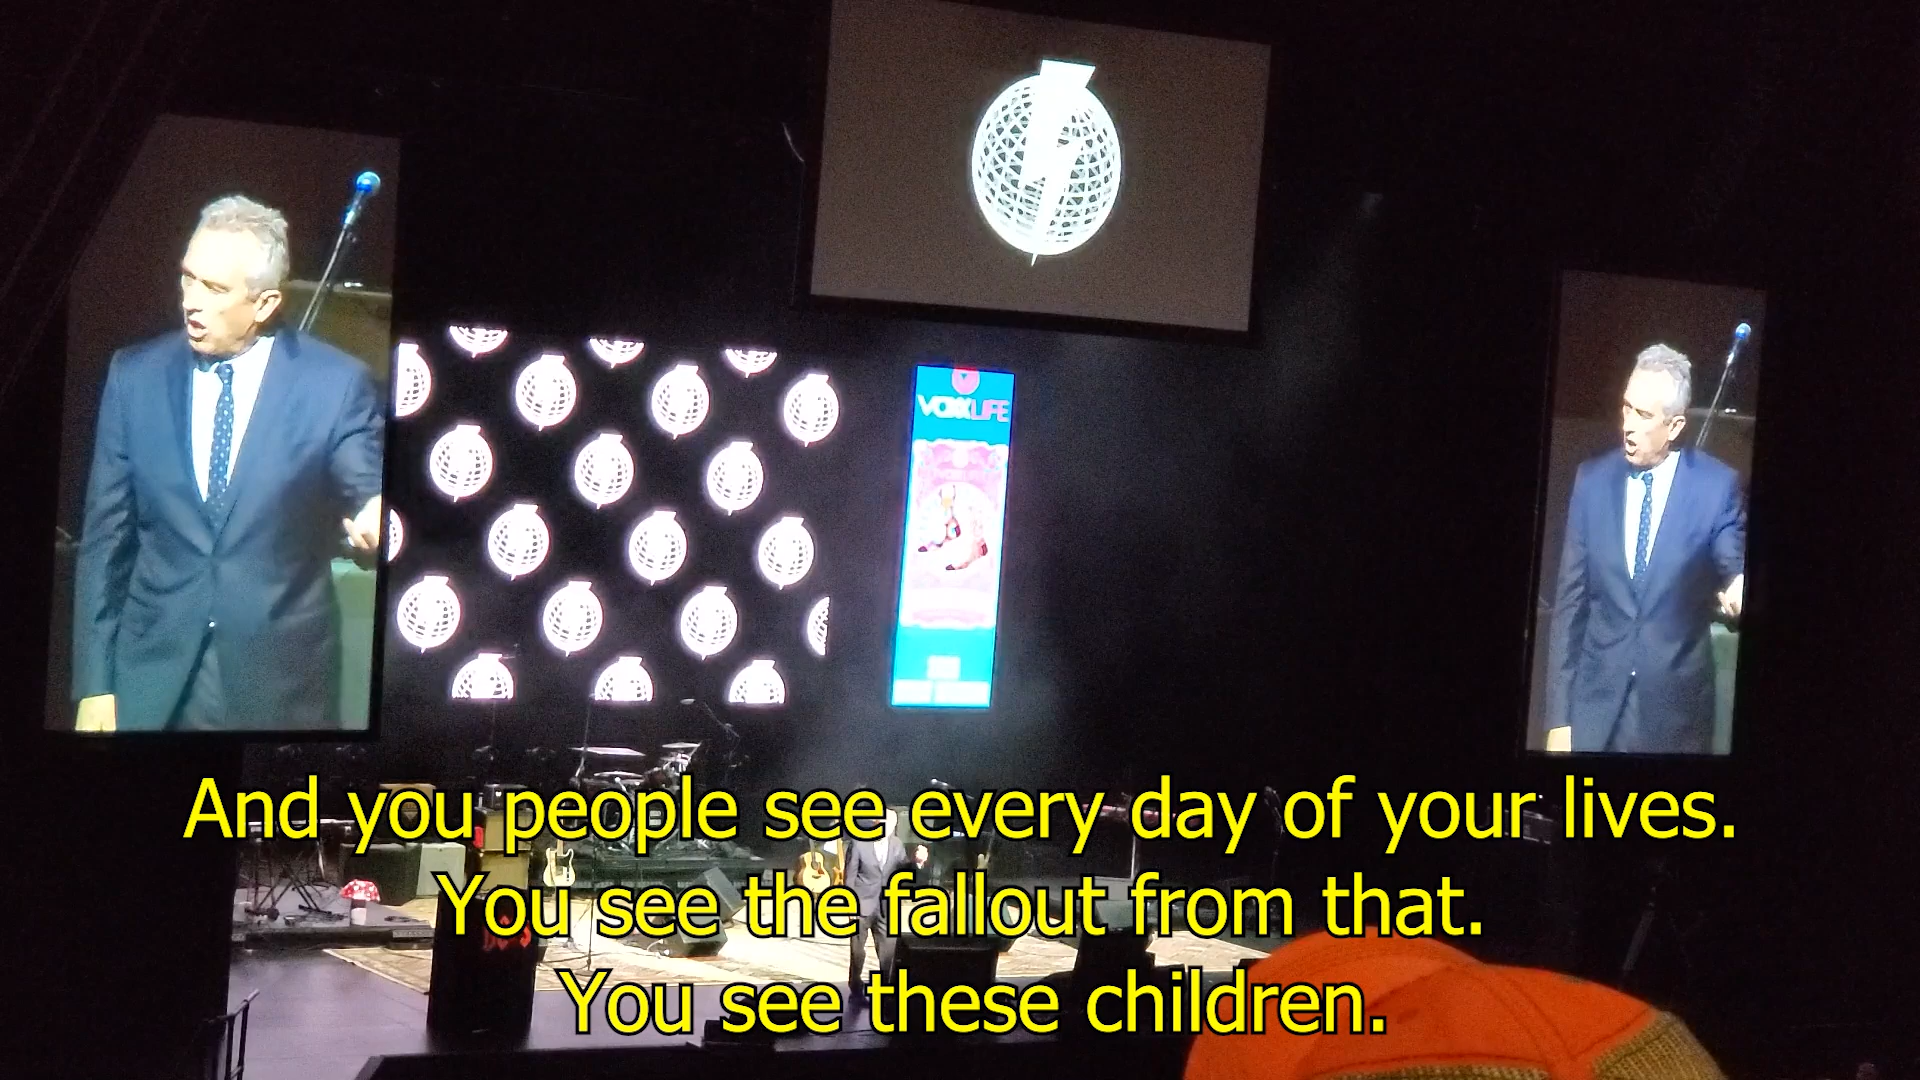 VOXXLIFE
And you people see every day of your lives.
You see the fallout from that.
You see these children.